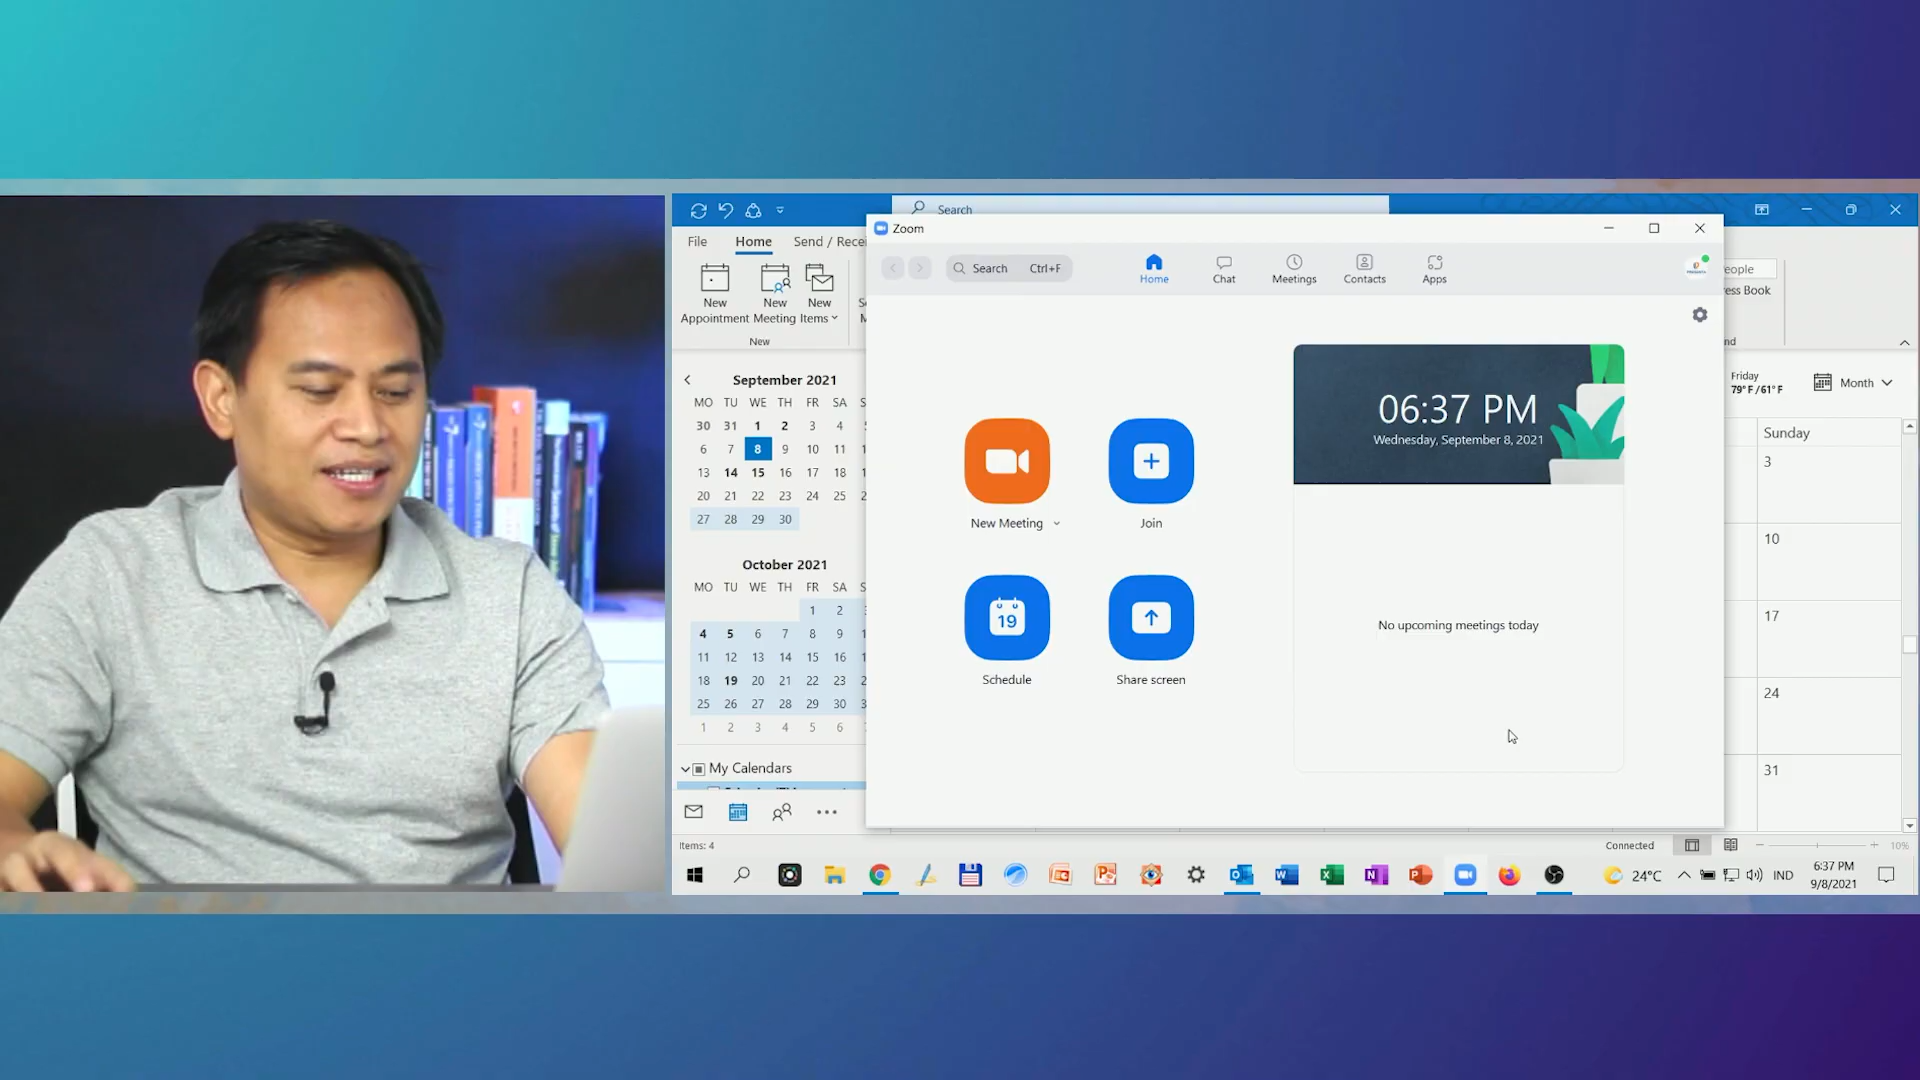 Search
File
Home
Send / Recei
New Appointment
New Meeting
New Items
New
eople
ess Book
nd
Zoom
Search Ctrl+F
Home
Chat
Meetings
Contacts
Apps
September 2021
MO TU WE TH FR SA S
30 31 1 2 3 4
6 7 8 9 10 11
13 14 15 16 17 18
20 21 22 23 24 25
27 28 29 30
October 2021
MO TU WE TH FR SA
1 2
4 5 6 7 8 9
11 12 13 14 15 16
18 19 20 21 22 23
25 26 27 28 29 30
1 2 3 4 5 6
My Calendars
06:37 PM
Wednesday, September 8, 2021
New Meeting
Join
19
Schedule
Share screen
No upcoming meetings today
Friday
79° F / 61° F
Month
Sunday
3
10
17
24
31
Items: 4
Connected
10%
24°C
IND
6:37 PM
9/8/2021